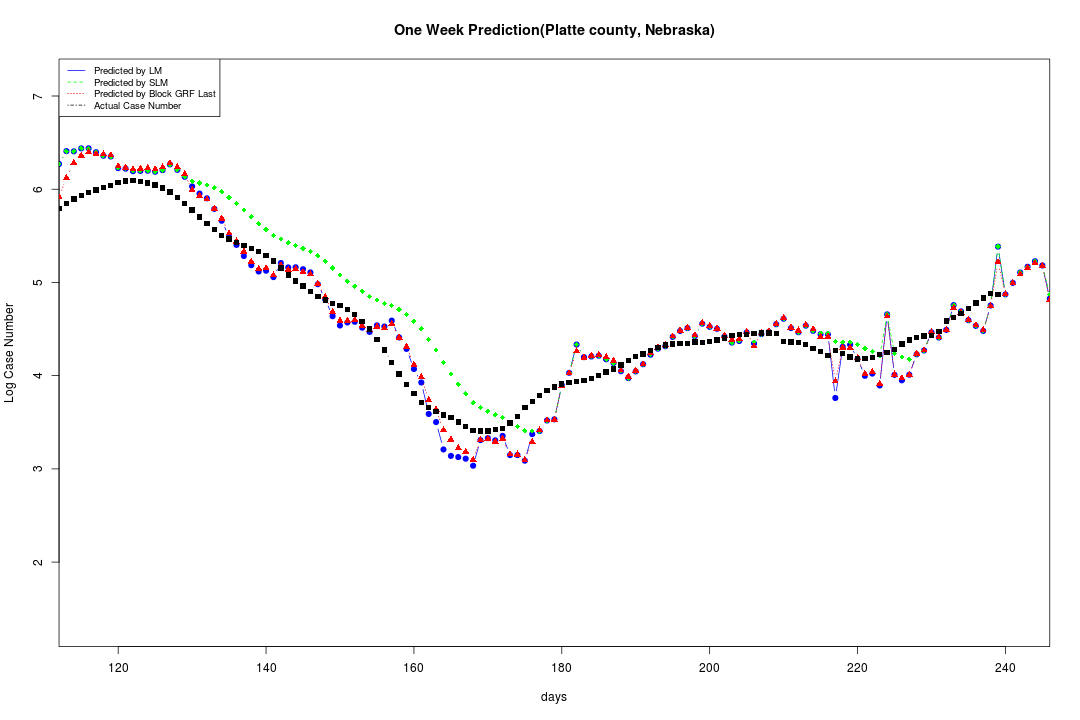 One Week Prediction(Platte county, Nebraska)
Predicted by LM
Predicted by SLM
Predicted by Block GRF Last
Actual Case Number
7
6
5
4
3
2
Log Case Number
120 140 160 180 200 220 240
days